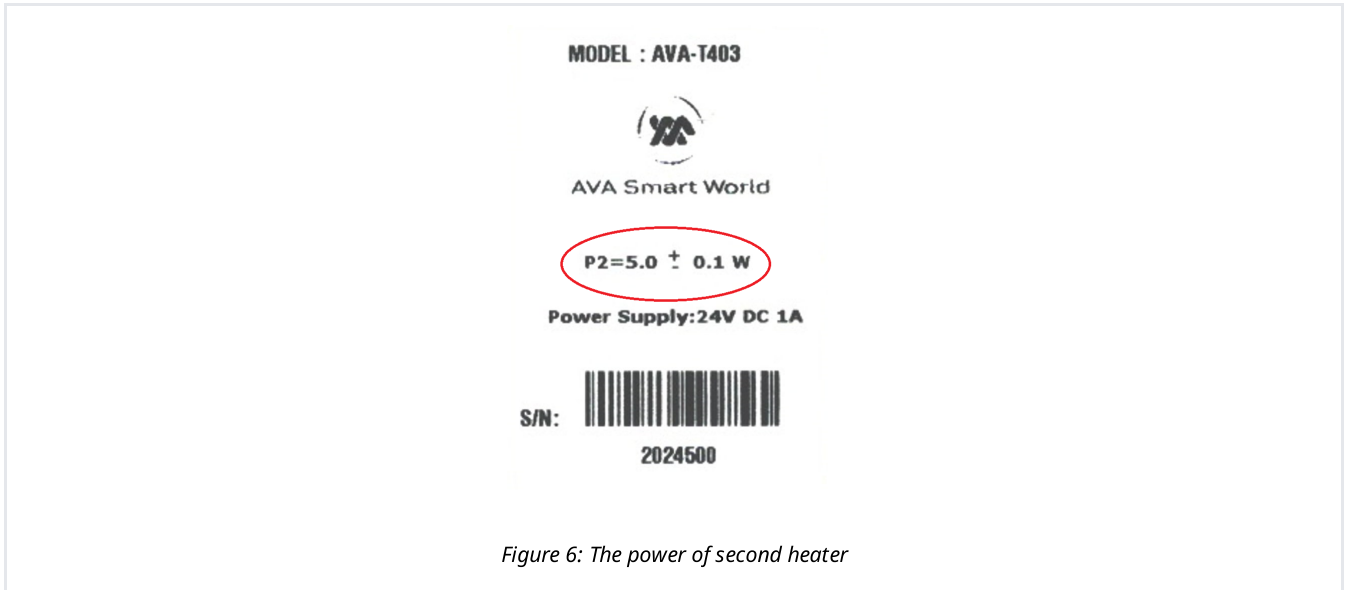 MODEL : AVA-T403
AVA Smart World
P2=5.0 ± 0.1 W
Power Supply:24V DC 1A
S/N:
2024500
Figure 6: The power of second heater